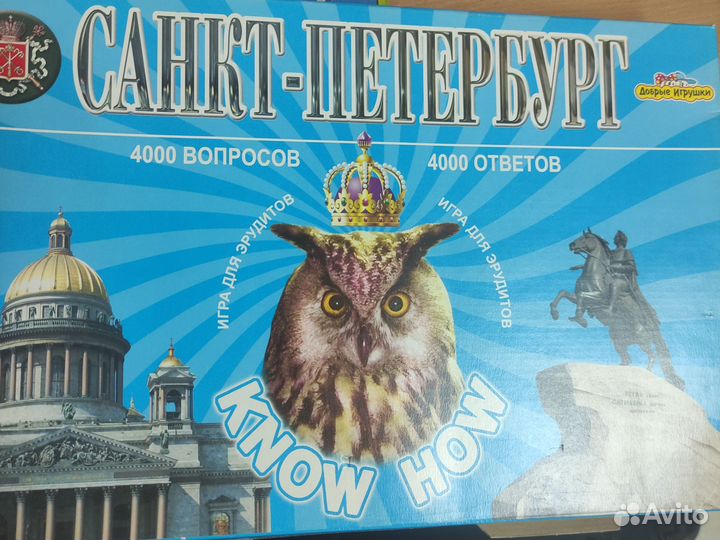 САНКТ-ПЕТЕРБУРГ
Добрые Игрушки
4000 ВОПРОСОВ
4000 ОТВЕТОВ
ИГРА ДЛЯ ЭРУДИТОВ
ИГРА ДЛЯ ЭРУДИТОВ
KNOW HOW
Avito